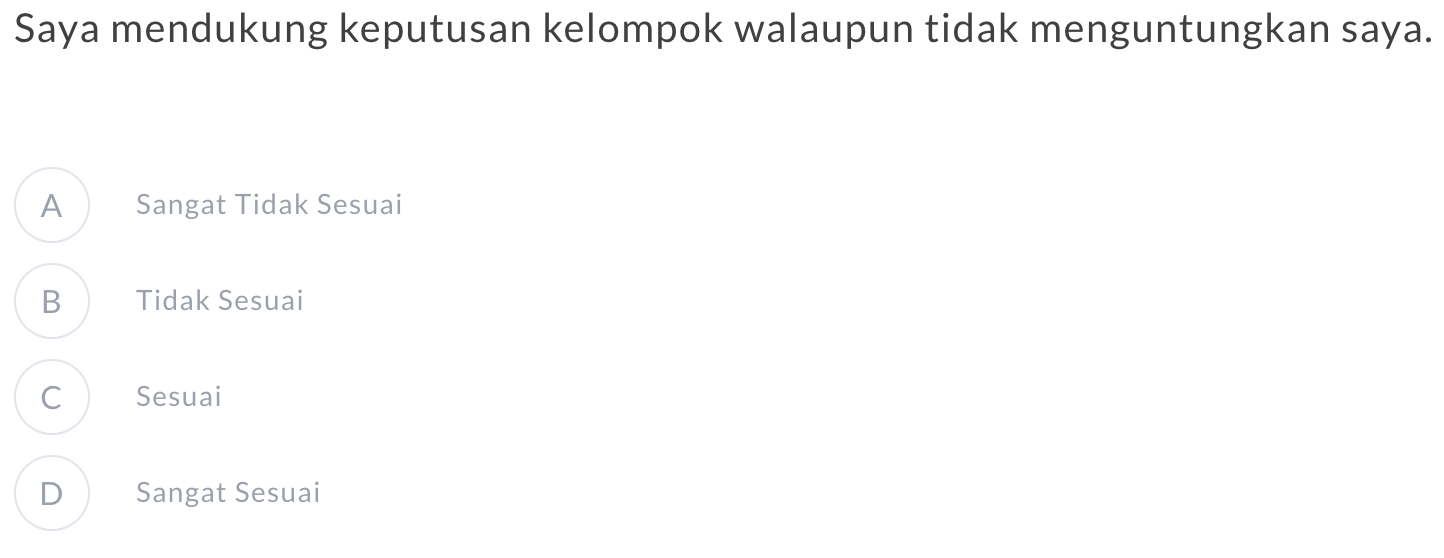 Saya mendukung keputusan kelompok walaupun tidak menguntungkan saya.
A Sangat Tidak Sesuai
B Tidak Sesuai
C Sesuai
D Sangat Sesuai